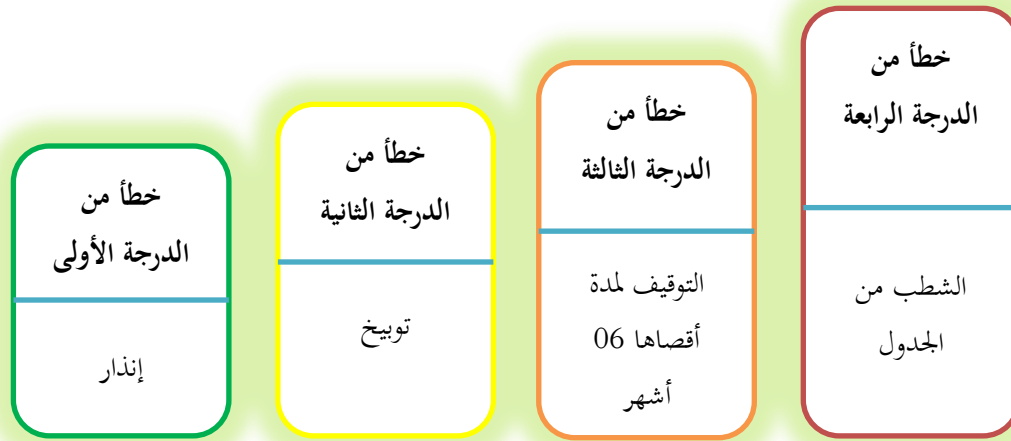 خطأ من
الدرجة الرابعة
الشطب من
الجدول
خطأ من
الدرجة الثالثة
التوقيف لمدة
أقصاها 06
أشهر
خطأ من
الدرجة الثانية
توبيخ
خطأ من
الدرجة الأولى
إنذار